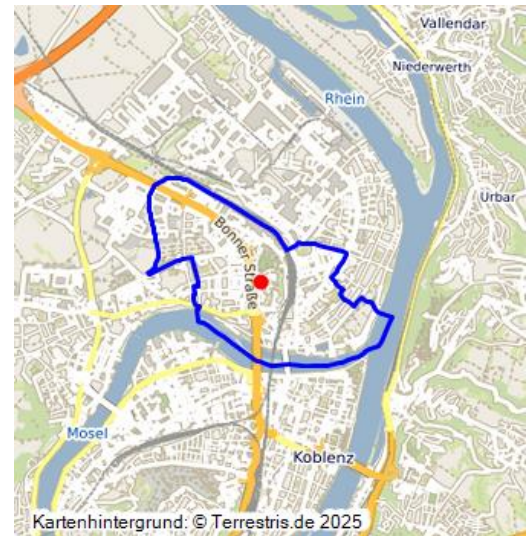 Vallendar
Niederwerth
Rhein
Urbar
Bonner Straße
Mosel
Koblenz
Kartenhintergrund: © Terrestris.de 2025